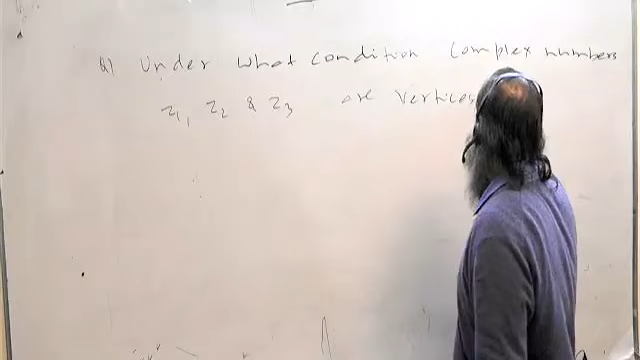 Q1 Under what condition complex numbers
z1, z2 & z3 are vertices